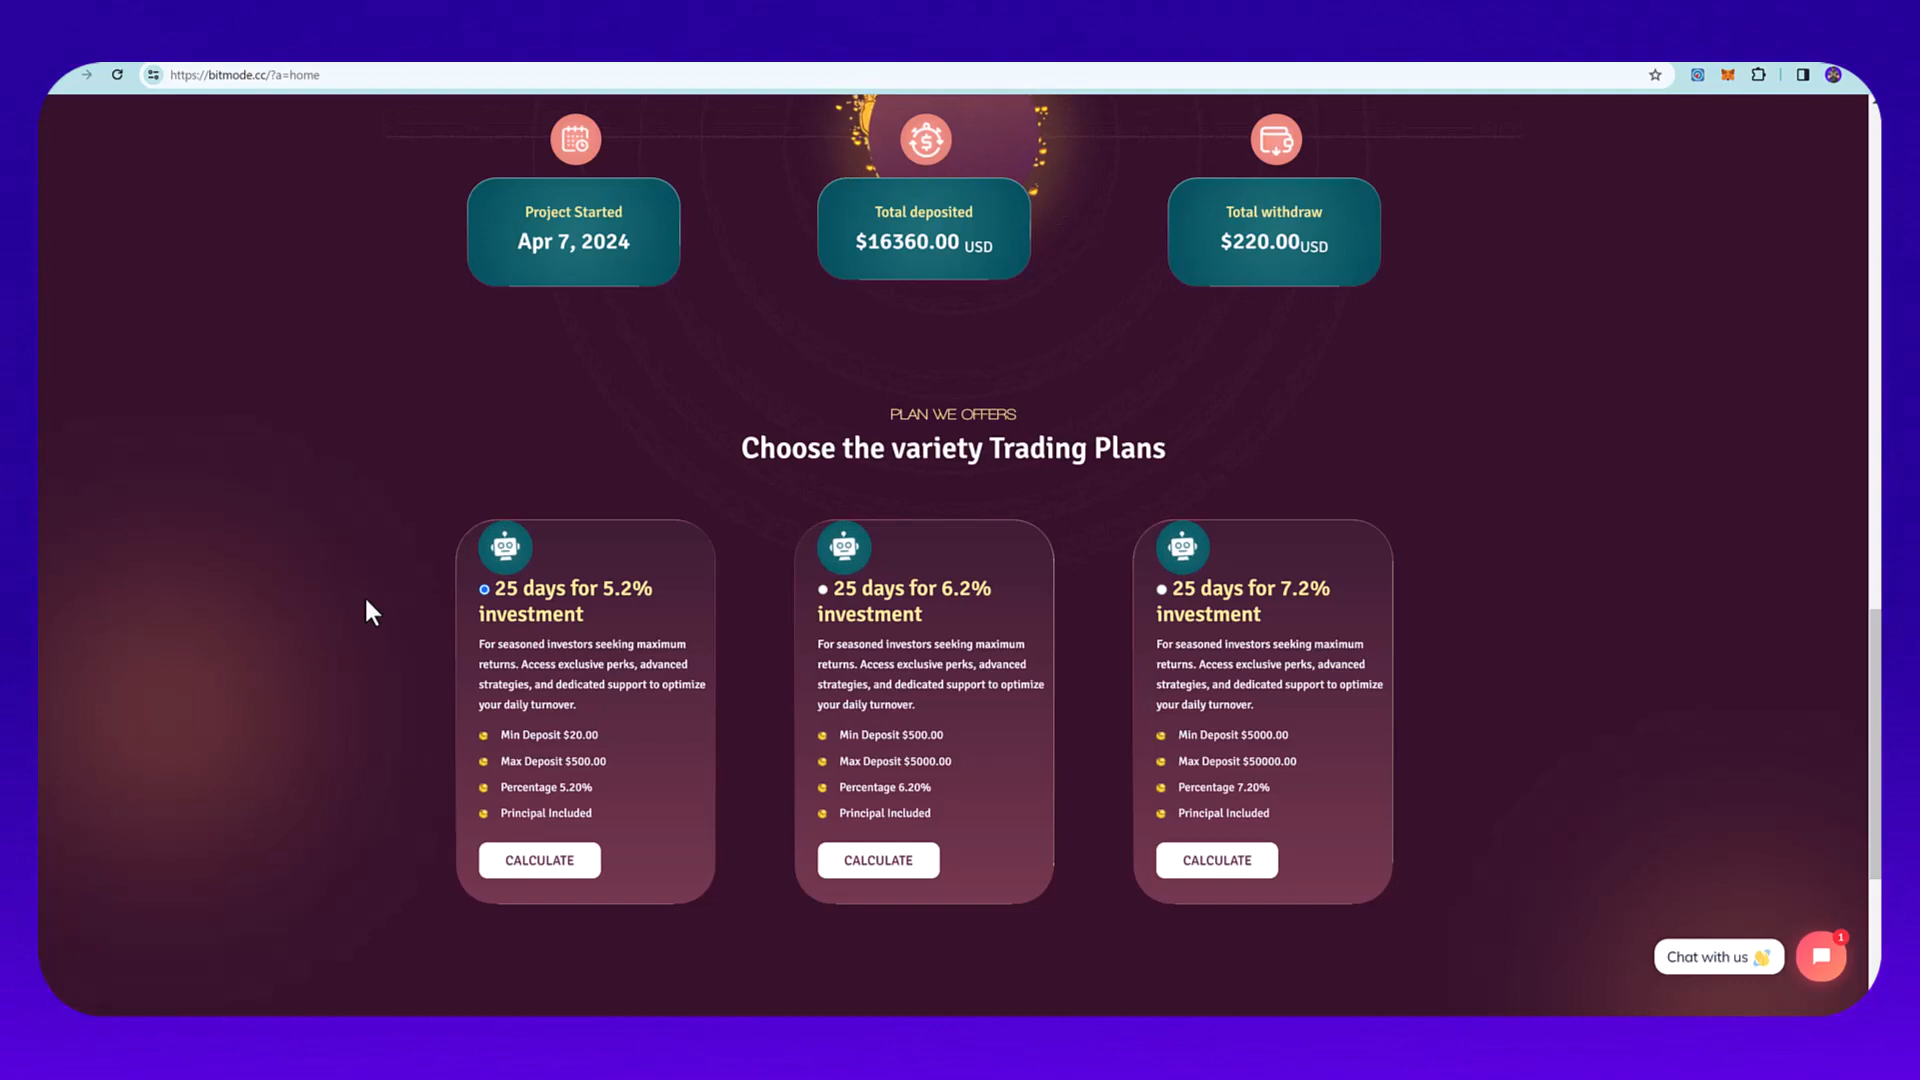 https://bitmode.cc/?a=home
Project Started
Apr 7, 2024
Total deposited
$16360.00 USD
Total withdraw
$220.00USD
PLAN WE OFFERS
Choose the variety Trading Plans
25 days for 5.2%
investment
For seasoned investors seeking maximum
returns. Access exclusive perks, advanced
strategies, and dedicated support to optimize
your daily turnover.
Min Deposit $20.00
Max Deposit $500.00
Percentage 5.20%
Principal Included
CALCULATE
25 days for 6.2%
investment
For seasoned investors seeking maximum
returns. Access exclusive perks, advanced
strategies, and dedicated support to optimize
your daily turnover.
Min Deposit $500.00
Max Deposit $5000.00
Percentage 6.20%
Principal Included
CALCULATE
25 days for 7.2%
investment
For seasoned investors seeking maximum
returns. Access exclusive perks, advanced
strategies, and dedicated support to optimize
your daily turnover.
Min Deposit $5000.00
Max Deposit $50000.00
Percentage 7.20%
Principal Included
CALCULATE
Chat with us 👋
1